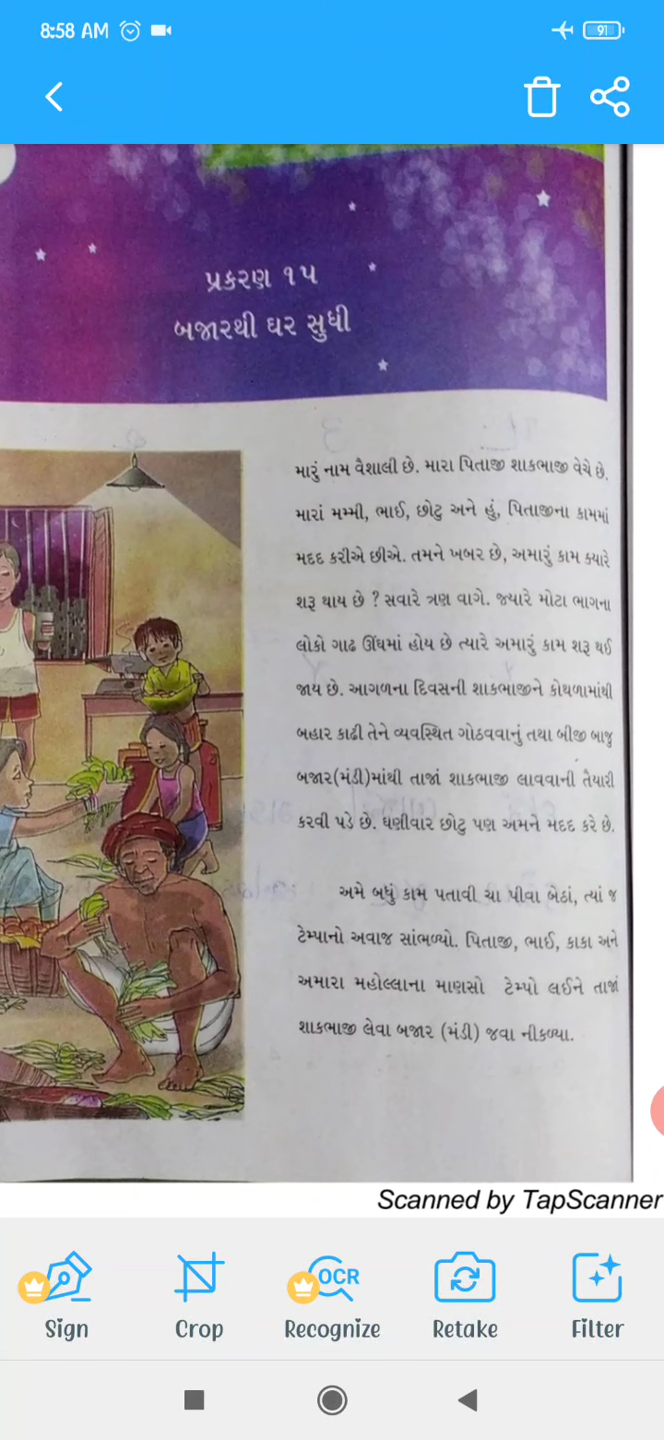 8:58 AM
91
પ્રકરણ ૧૫
બજારથી ઘર સુધી
મારું નામ વૈશાલી છે. મારા પિતાજી શાકભાજી વેચે છે.
મારાં મમ્મી, ભાઈ, છોટુ અને હું, પિતાજીના કામમાં
મદદ કરીએ છીએ. તમને ખબર છે, અમારું કામ ક્યારે
શરૂ થાય છે ? સવારે ત્રણ વાગે. જ્યારે મોટા ભાગના
લોકો ગાઢ ઊંઘમાં હોય છે ત્યારે અમારું કામ શરૂ થઈ
જાય છે. આગળના દિવસની શાકભાજીને કોથળામાંથી
બહાર કાઢી તેને વ્યવસ્થિત ગોઠવવાનું તથા બીજી બાજુ
બજાર(મંડી)માંથી તાજાં શાકભાજી લાવવાની તૈયારી
કરવી પડે છે. ઘણીવાર છોટુ પણ અમને મદદ કરે છે.
અમે બધું કામ પતાવી ચા પીવા બેઠાં, ત્યાં જ
ટેમ્પાનો અવાજ સાંભળ્યો. પિતાજી, ભાઈ, કાકા અને
અમારા મહોલ્લાના માણસો ટેમ્પો લઈને તાજાં
શાકભાજી લેવા બજાર (મંડી) જવા નીકળ્યા.
Scanned by TapScanner
Sign
Crop
OCR
Recognize
Retake
Filter